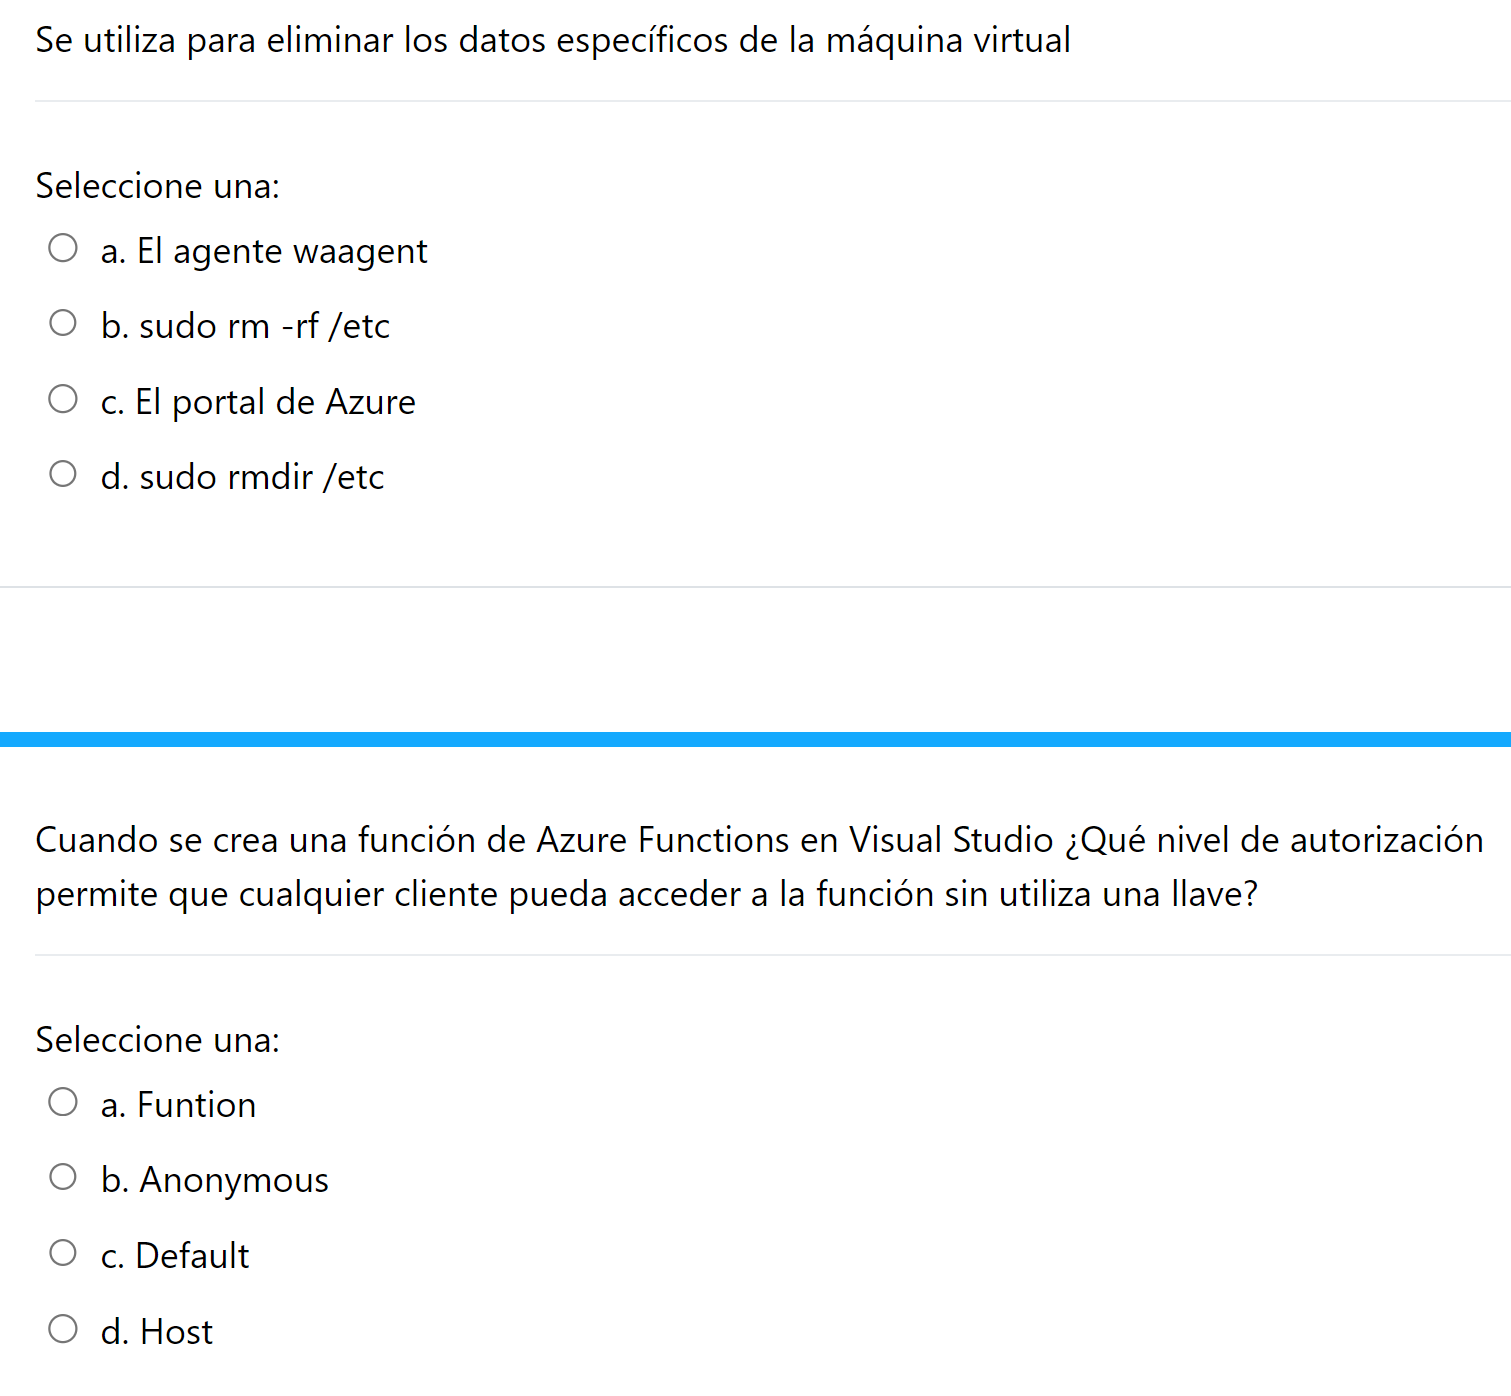 Se utiliza para eliminar los datos específicos de la máquina virtual
Seleccione una:
a. El agente waagent
b. sudo rm -rf /etc
c. El portal de Azure
d. sudo rmdir /etc
Cuando se crea una función de Azure Functions en Visual Studio ¿Qué nivel de autorización
permite que cualquier cliente pueda acceder a la función sin utiliza una llave?
Seleccione una:
a. Funtion
b. Anonymous
c. Default
d. Host